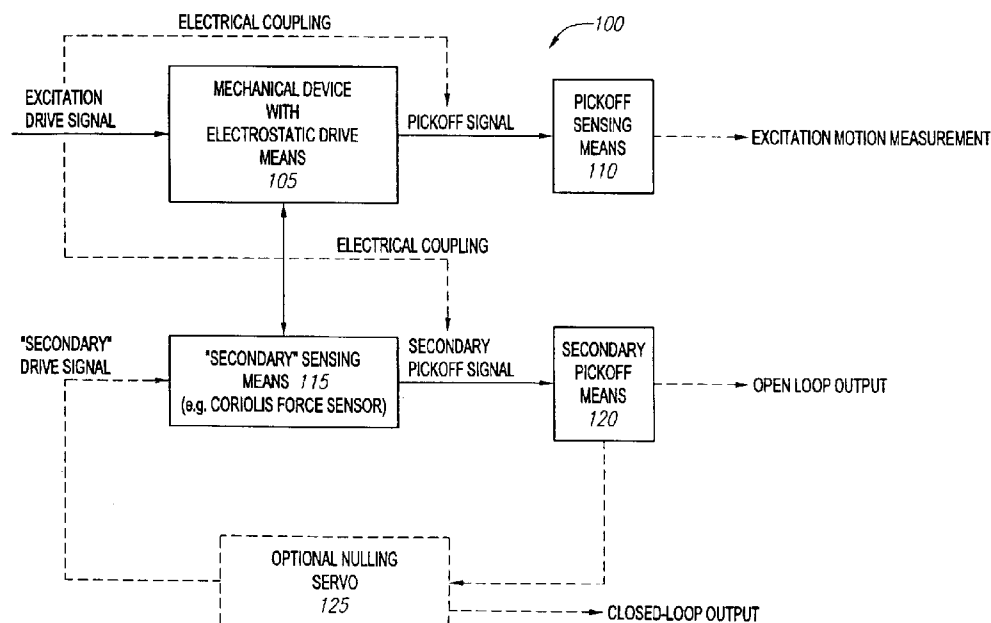 ELECTRICAL COUPLING
100
EXCITATION
DRIVE SIGNAL
MECHANICAL DEVICE
WITH
ELECTROSTATIC DRIVE
MEANS
105
PICKOFF SIGNAL
PICKOFF
SENSING
MEANS
110
EXCITATION MOTION MEASUREMENT
ELECTRICAL COUPLING
"SECONDARY"
DRIVE SIGNAL
"SECONDARY" SENSING
MEANS 115
(e.g. CORIOLIS FORCE SENSOR)
SECONDARY
PICKOFF SIGNAL
SECONDARY
PICKOFF
MEANS
120
OPEN LOOP OUTPUT
OPTIONAL NULLING
SERVO
125
CLOSED-LOOP OUTPUT